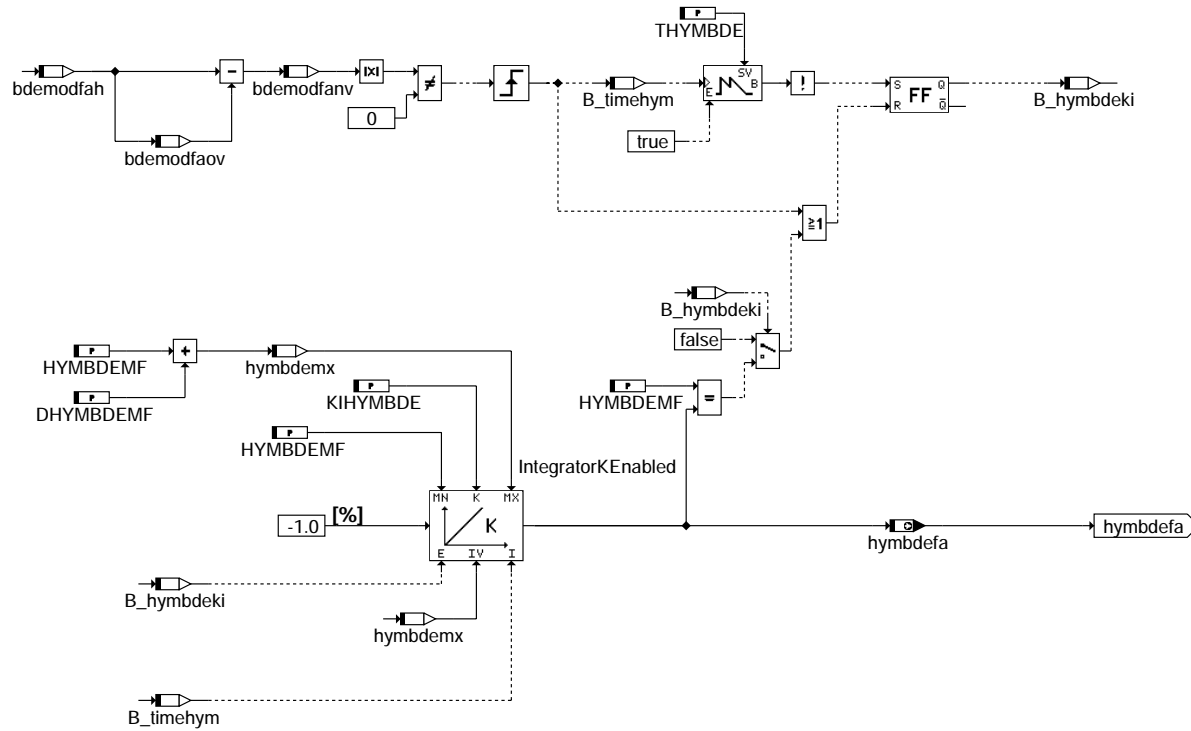 P
THYMBDE
bdemodfah
-
bdemodfanv
|x|
≠
0
B_timehym
SV
E
B
!
S
Q
R
FF
Q̅
B_hymbdeki
true
bdemodfaov
≥1
B_hymbdeki
false
P
HYMBDEMF
+
hymbdemx
P
DHYMBDEMF
P
KIHYMBDE
P
HYMBDEMF
=
P
HYMBDEMF
IntegratorKEnabled
MN
K
MX
-1.0
[%]
K
E
IV
I
hymbdefa
hymbdefa
B_hymbdeki
hymbdemx
B_timehym